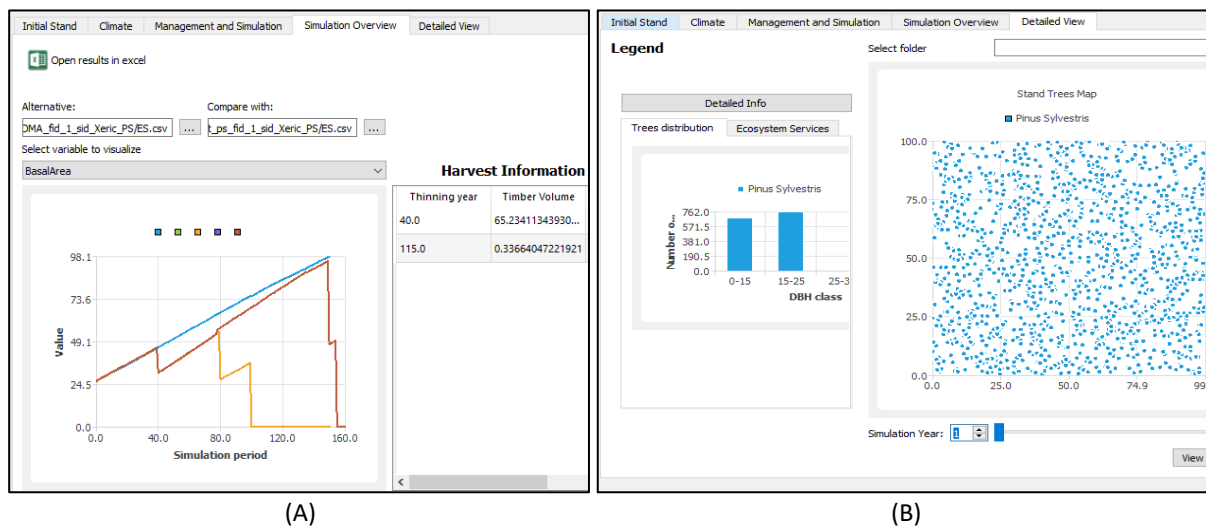 Initial Stand Climate Management and Simulation Simulation Overview Detailed View
Open results in excel
Alternative: Compare with:
DMA_fid_1_sid_Xeric_PS/ES.csv ... t_ps_fid_1_sid_Xeric_PS/ES.csv ...
Select variable to visualize
BasalArea
Harvest Information
Thinning year Timber Volume
40.0 65.23411343930...
115.0 0.33664047221921
98.1
73.6
49.1
24.5
0.0
Value
0.0 40.0 80.0 120.0 160.0
Simulation period
(A)
Initial Stand Climate Management and Simulation Simulation Overview Detailed View
Legend
Select folder
Detailed Info
Trees distribution Ecosystem Services
Pinus Sylvestris
762.0
571.5
381.0
190.5
0.0
Number o...
0-15 15-25 25-3
DBH class
Stand Trees Map
Pinus Sylvestris
100.0
75.0
50.0
25.0
0.0
0.0 25.0 50.0 74.9 99
Simulation Year: 1
View
(B)